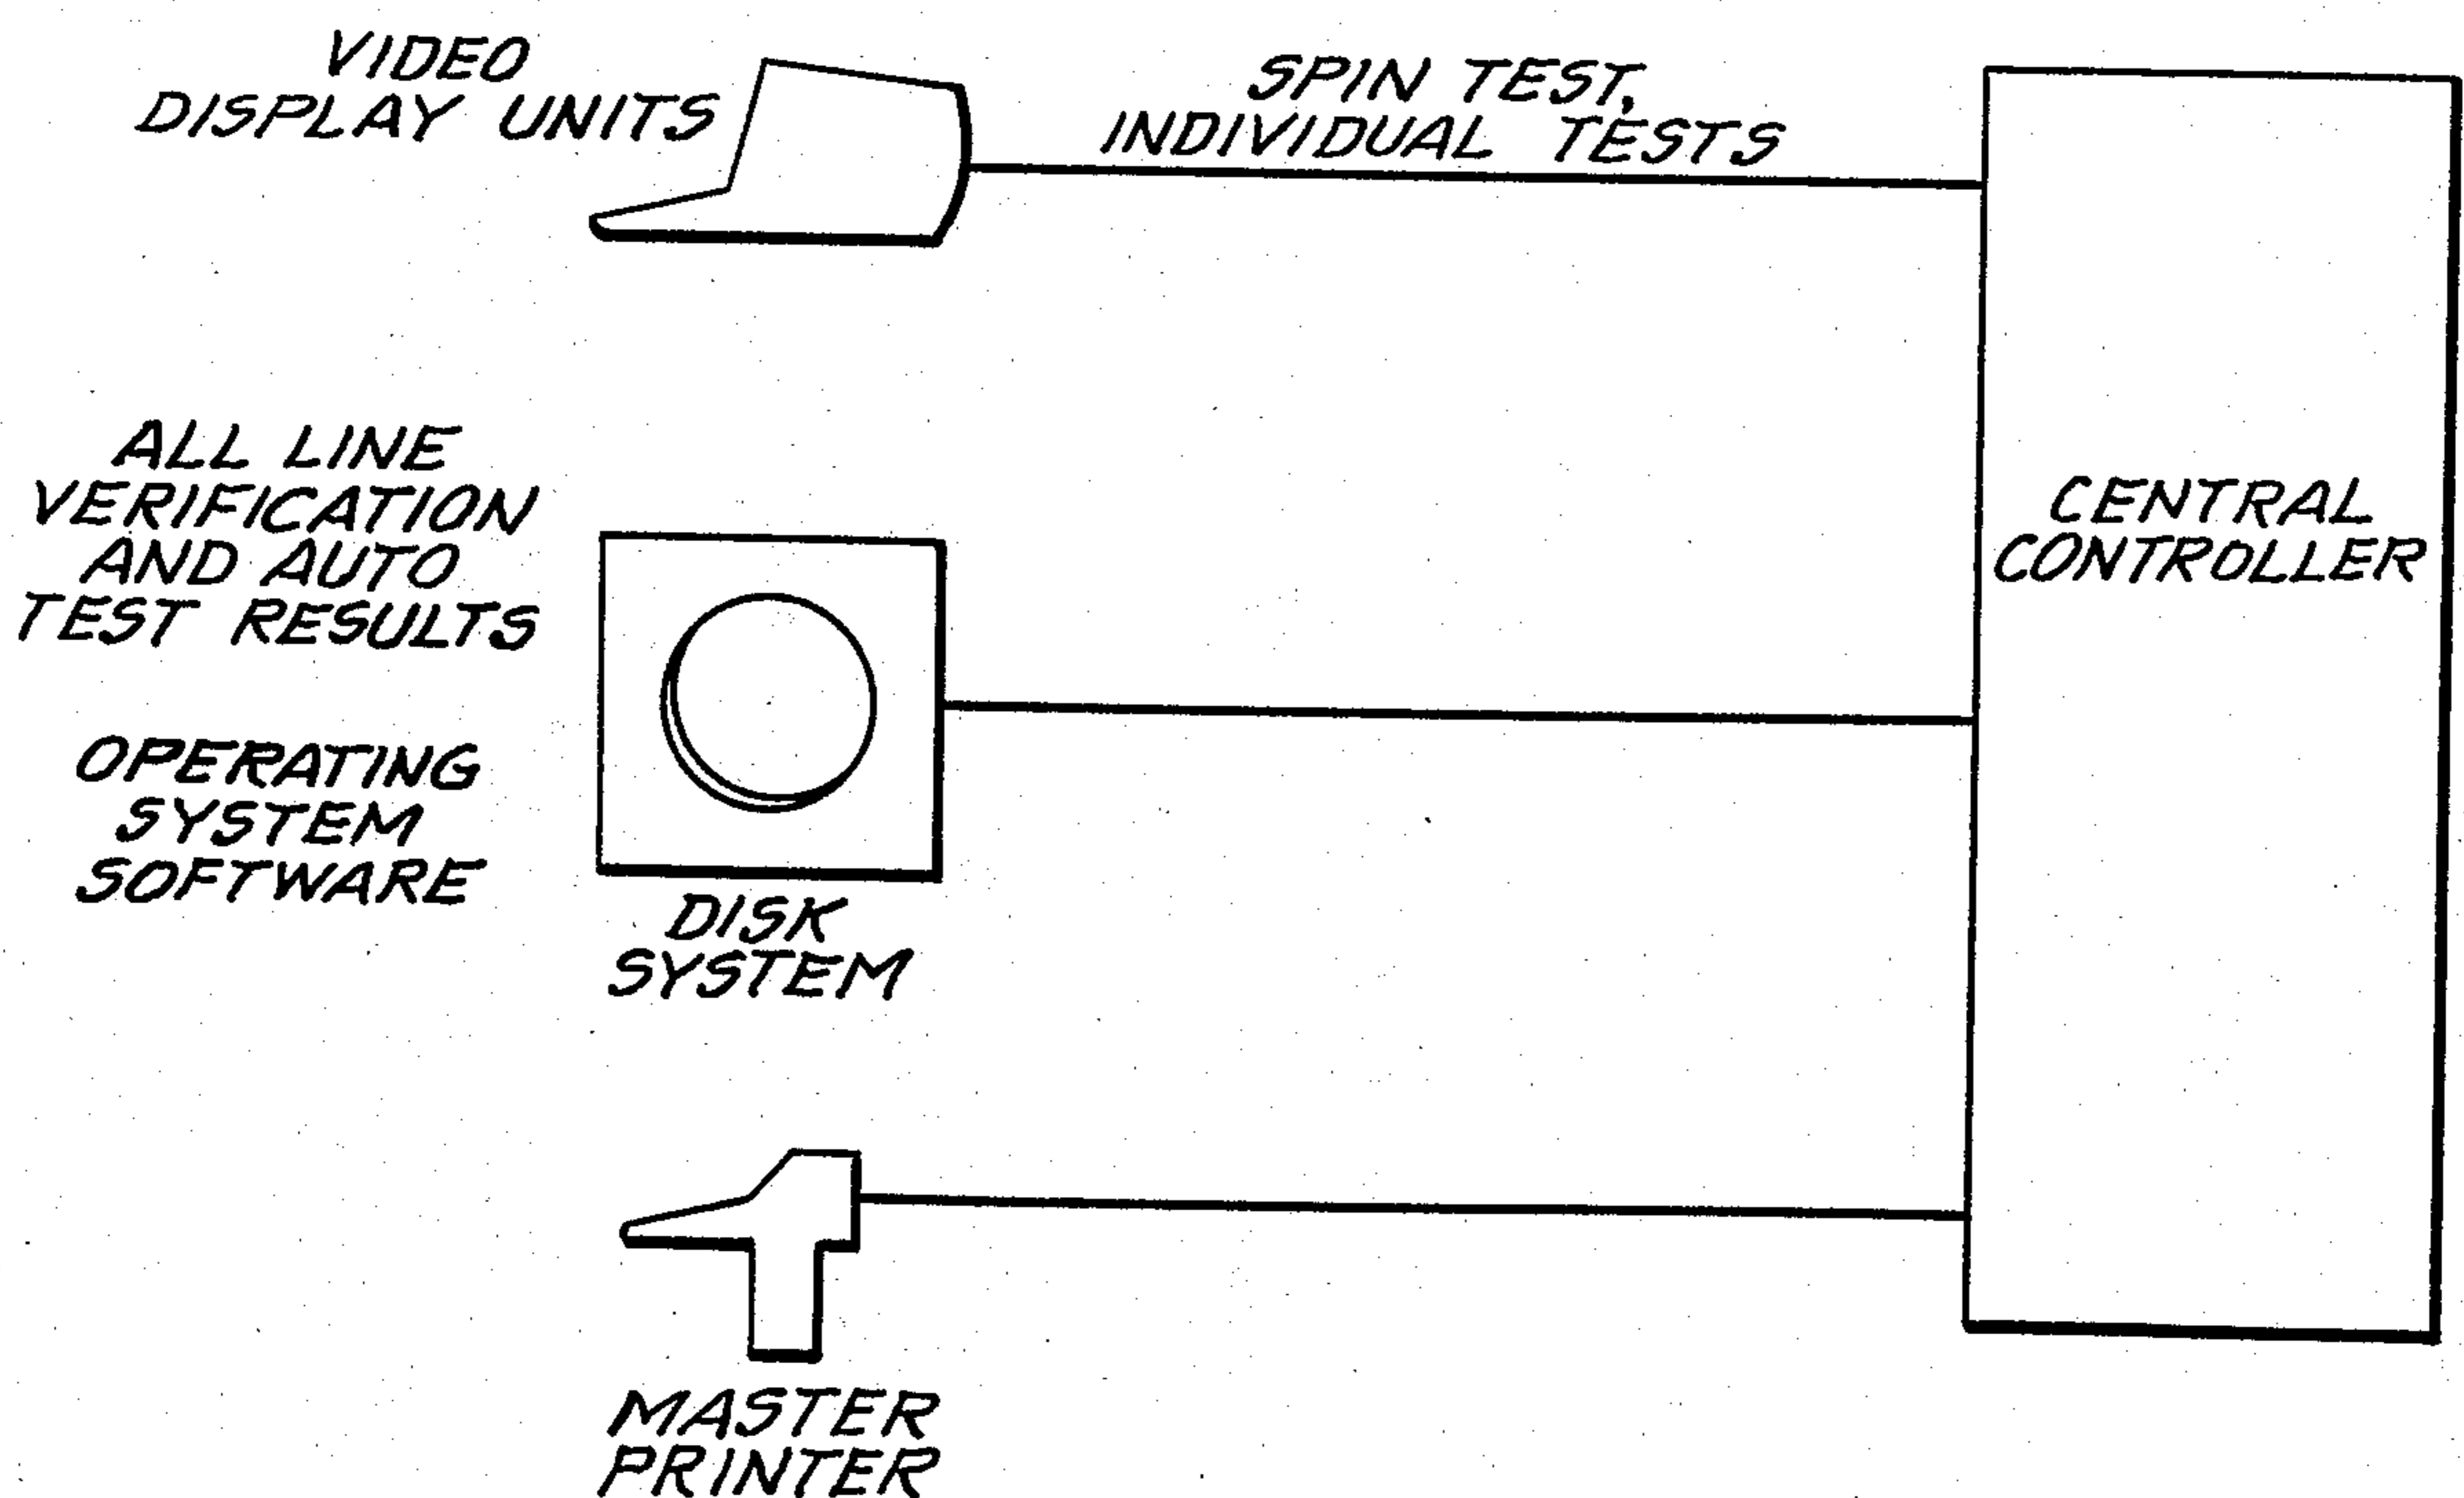 VIDEO
DISPLAY UNITS
SPIN TEST,
INDIVIDUAL TESTS
ALL LINE
VERIFICATION
AND AUTO
TEST RESULTS
OPERATING
SYSTEM
SOFTWARE
DISK
SYSTEM
CENTRAL
CONTROLLER
MASTER
PRINTER